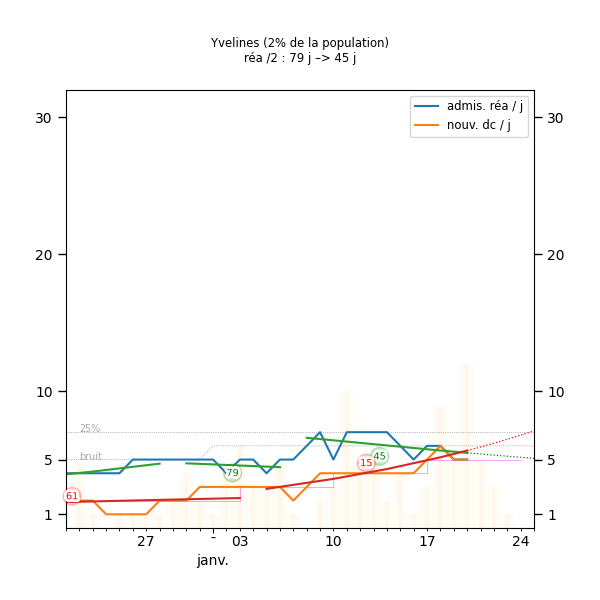 Yvelines (2% de la population)
réa /2 : 79 j –> 45 j
admis. réa / j
nouv. dc / j
30 30
20 20
10 10
25%
5 bruit 79 15 45 5
61
1 1
27 - 03 10 17 24
janv.